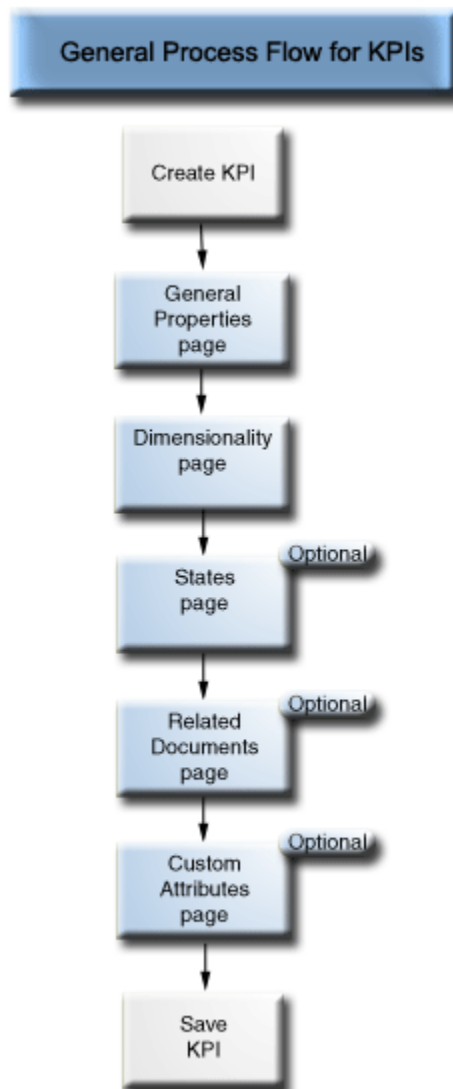 General Process Flow for KPIs
Create KPI
General
Properties
page
Dimensionality
page
Optional
States
page
Optional
Related
Documents
page
Optional
Custom
Attributes
page
Save
KPI